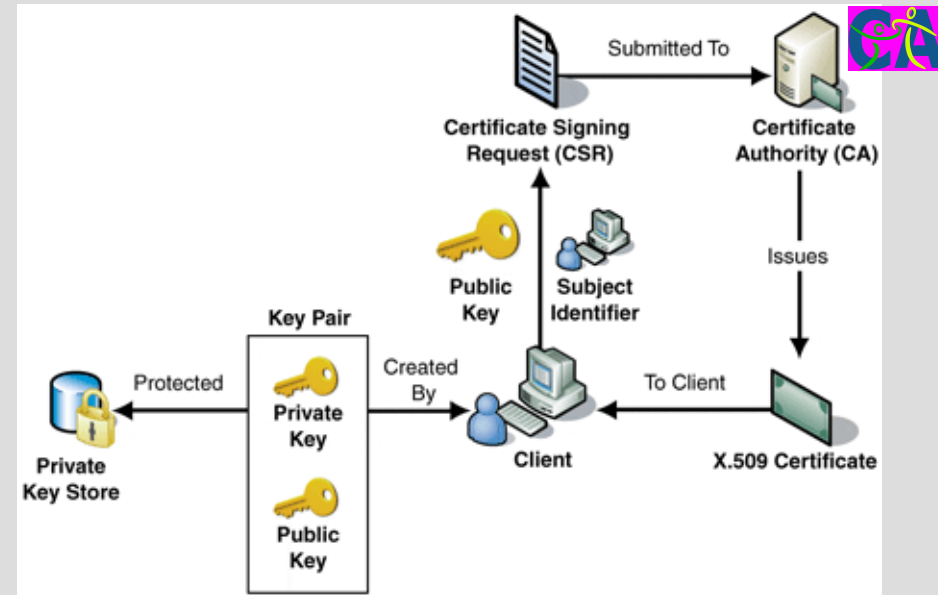 Submitted To
CA
Certificate Signing
Request (CSR)
Certificate
Authority (CA)
Issues
Public
Key
Subject
Identifier
Key Pair
Protected
Created
By
To Client
Private
Key
Client
X.509 Certificate
Private
Key Store
Public
Key